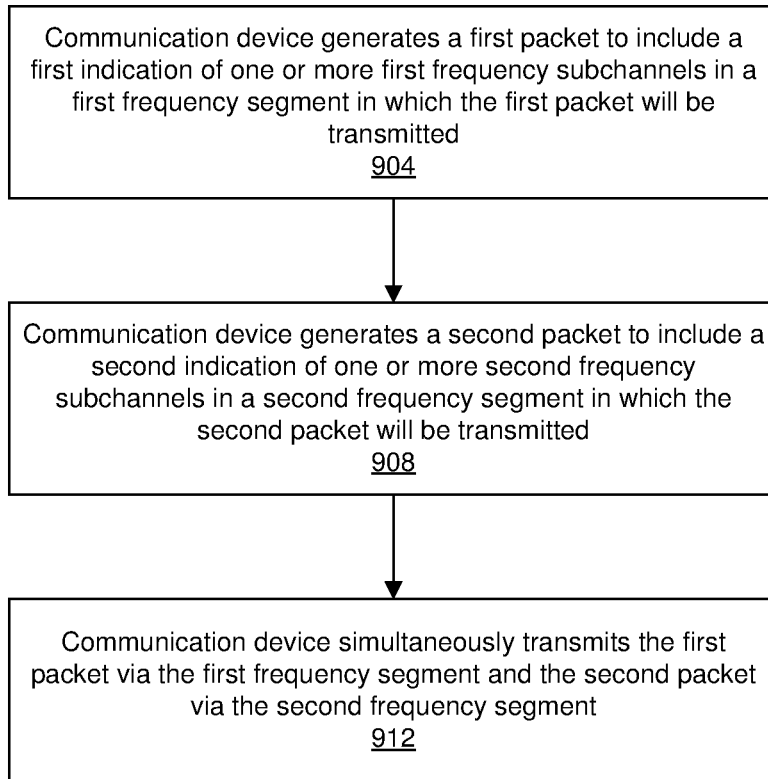 Communication device generates a first packet to include a
first indication of one or more first frequency subchannels in a
first frequency segment in which the first packet will be
transmitted
904
Communication device generates a second packet to include a
second indication of one or more second frequency
subchannels in a second frequency segment in which the
second packet will be transmitted
908
Communication device simultaneously transmits the first
packet via the first frequency segment and the second packet
via the second frequency segment
912